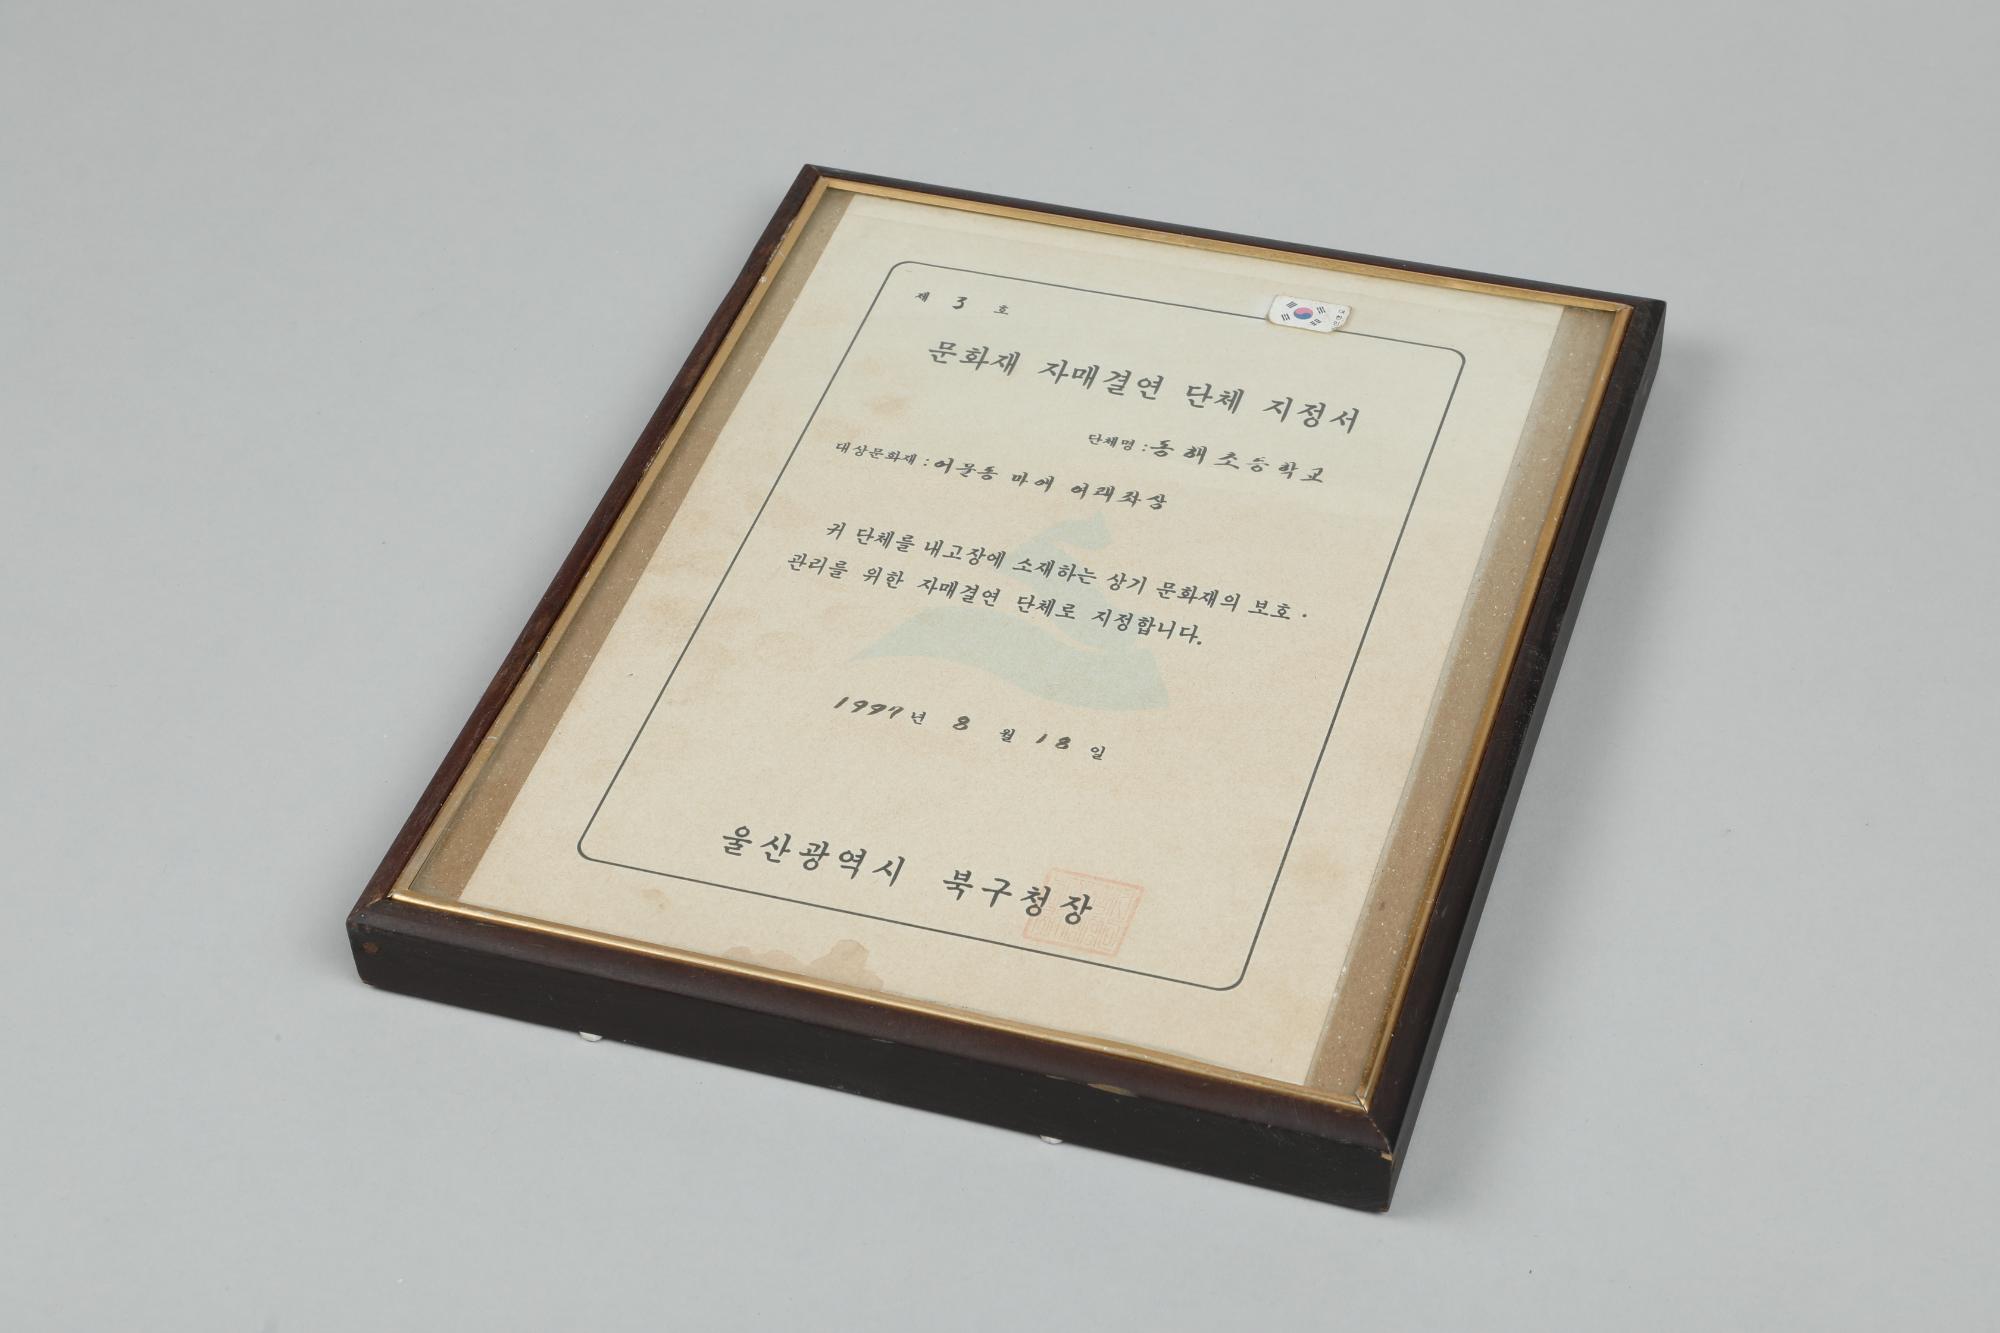 제 3 호
문화재 자매결연 단체 지정서
단체명 : 동해초등학교
대상문화재 : 어물동 마애 여래좌상
귀 단체를 내고장에 소재하는 상기 문화재의 보호 ·
관리를 위한 자매결연 단체로 지정합니다.
1997년 8 월 18 일
울산광역시 북구청장